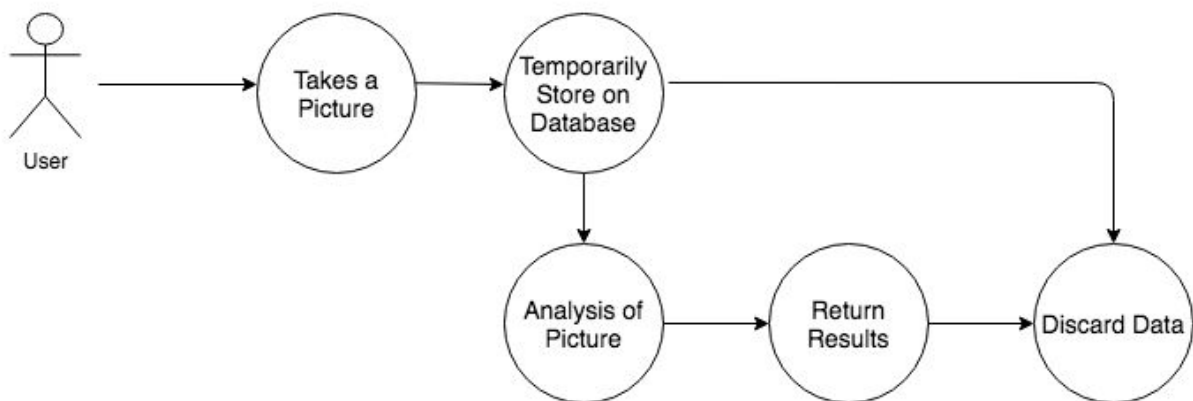 User
Takes a
Picture
Temporarily
Store on
Database
Analysis of
Picture
Return
Results
Discard Data